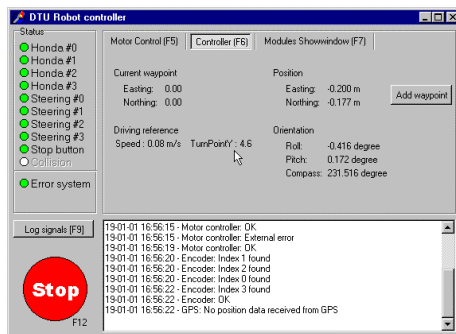 DTU Robot controller
Status
Honda #0
Honda #1
Honda #2
Honda #3
Steering #0
Steering #1
Steering #2
Steering #3
Stop button
Collision
Error system
Motor Control (F5)
Controller (F6)
Modules Showwindow (F7)
Current waypoint
Easting: 0.00
Northing: 0.00
Position
Easting: -0.200 m
Northing: -0.177 m
Add waypoint
Driving reference
Speed : 0.08 m/s TurnPointY : 4.6
Orientation
Roll: -0.416 degree
Pitch: 0.172 degree
Compass: 231.516 degree
Log signals [F9]
Stop
F12
19-01-01 16:56:15 - Motor controller: OK
19-01-01 16:56:15 - Motor controller: External error
19-01-01 16:56:19 - Motor controller: OK
19-01-01 16:56:20 - Encoder: Index 1 found
19-01-01 16:56:20 - Encoder: Index 2 found
19-01-01 16:56:20 - Encoder: Index 0 found
19-01-01 16:56:22 - Encoder: Index 3 found
19-01-01 16:56:22 - Encoder: OK
19-01-01 16:56:22 - GPS: No position data received from GPS